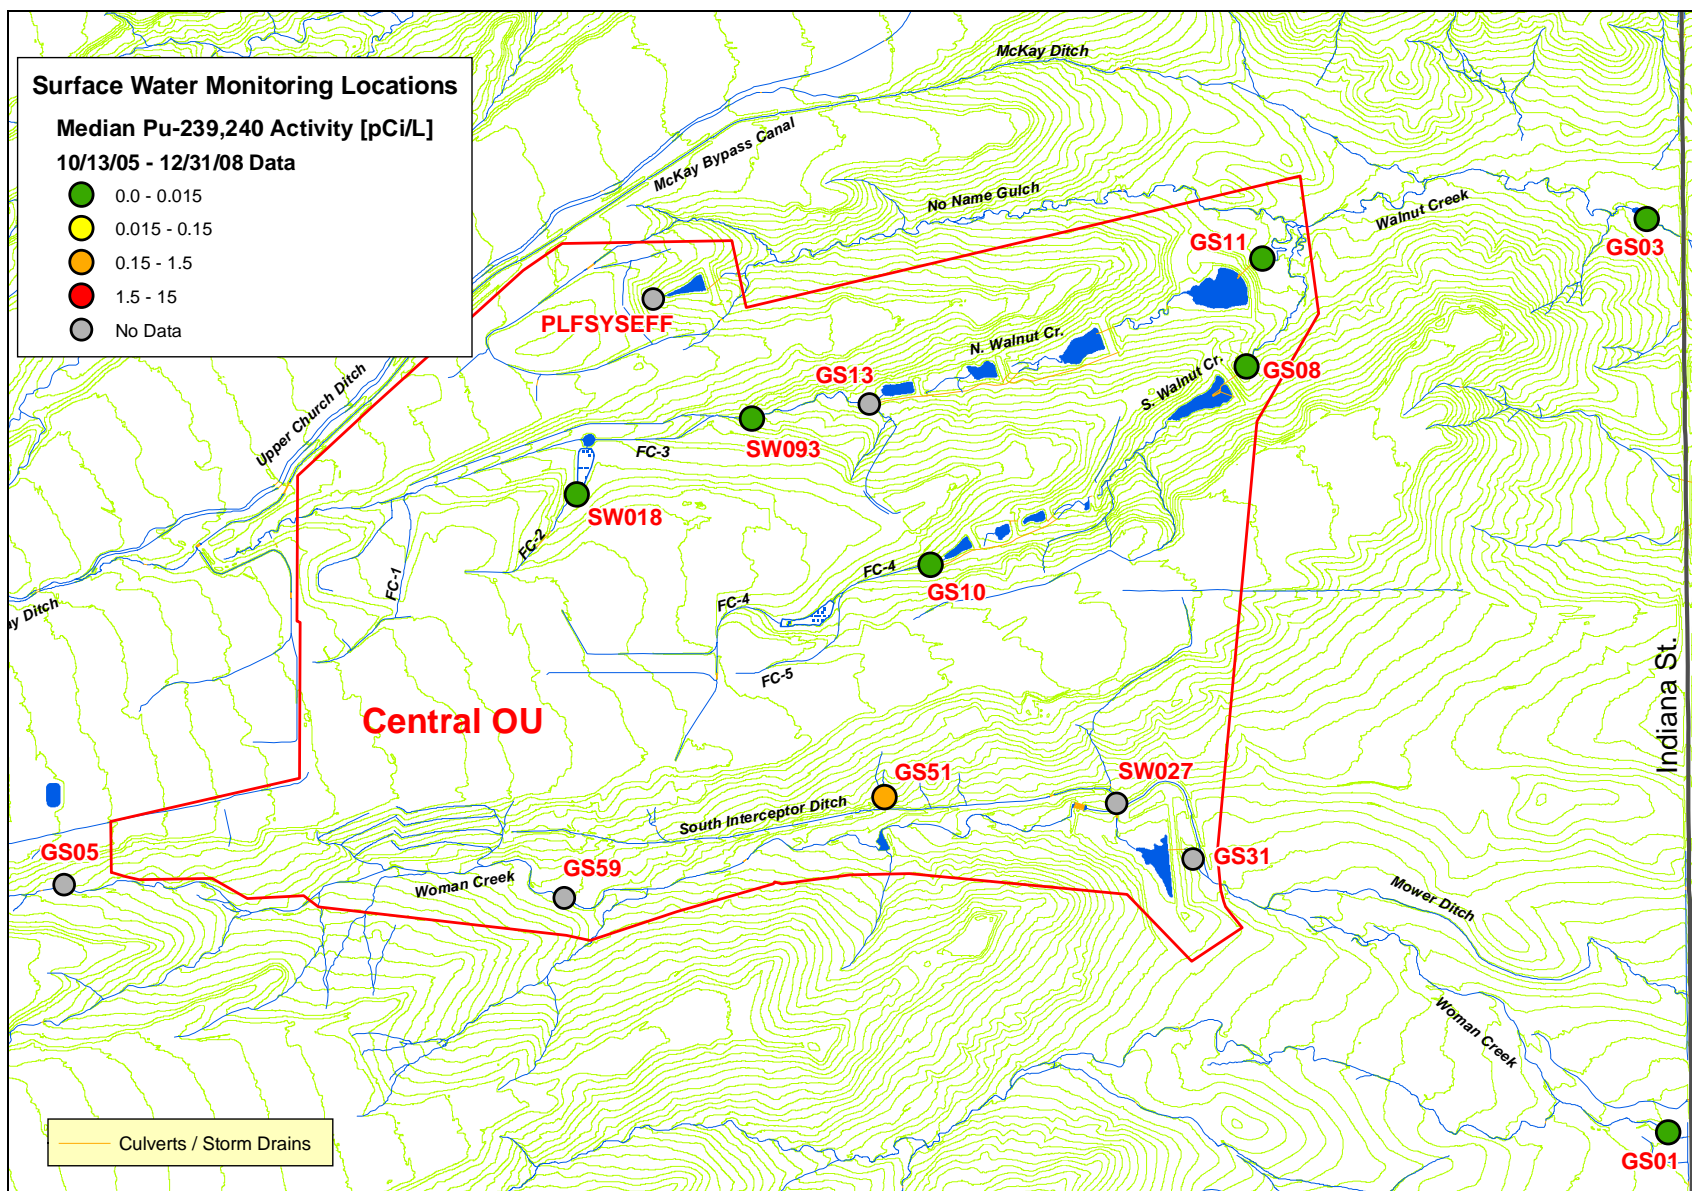 Surface Water Monitoring Locations
Median Pu-239,240 Activity [pCi/L]
10/13/05 - 12/31/08 Data
0.0 - 0.015
0.015 - 0.15
0.15 - 1.5
1.5 - 15
No Data
McKay Ditch
McKay Bypass Canal
No Name Gulch
Walnut Creek
GS03
GS11
PLFSYSEFF
N. Walnut Cr.
GS13
S. Walnut Cr.
GS08
Upper Church Ditch
SW093
FC-3
SW018
FC-2
FC-1
FC-4
GS10
FC-4
ay Ditch
FC-5
Central OU
Indiana St.
GS51
SW027
South Interceptor Ditch
GS05
GS59
Woman Creek
GS31
Mower Ditch
Woman Creek
GS01
Culverts / Storm Drains